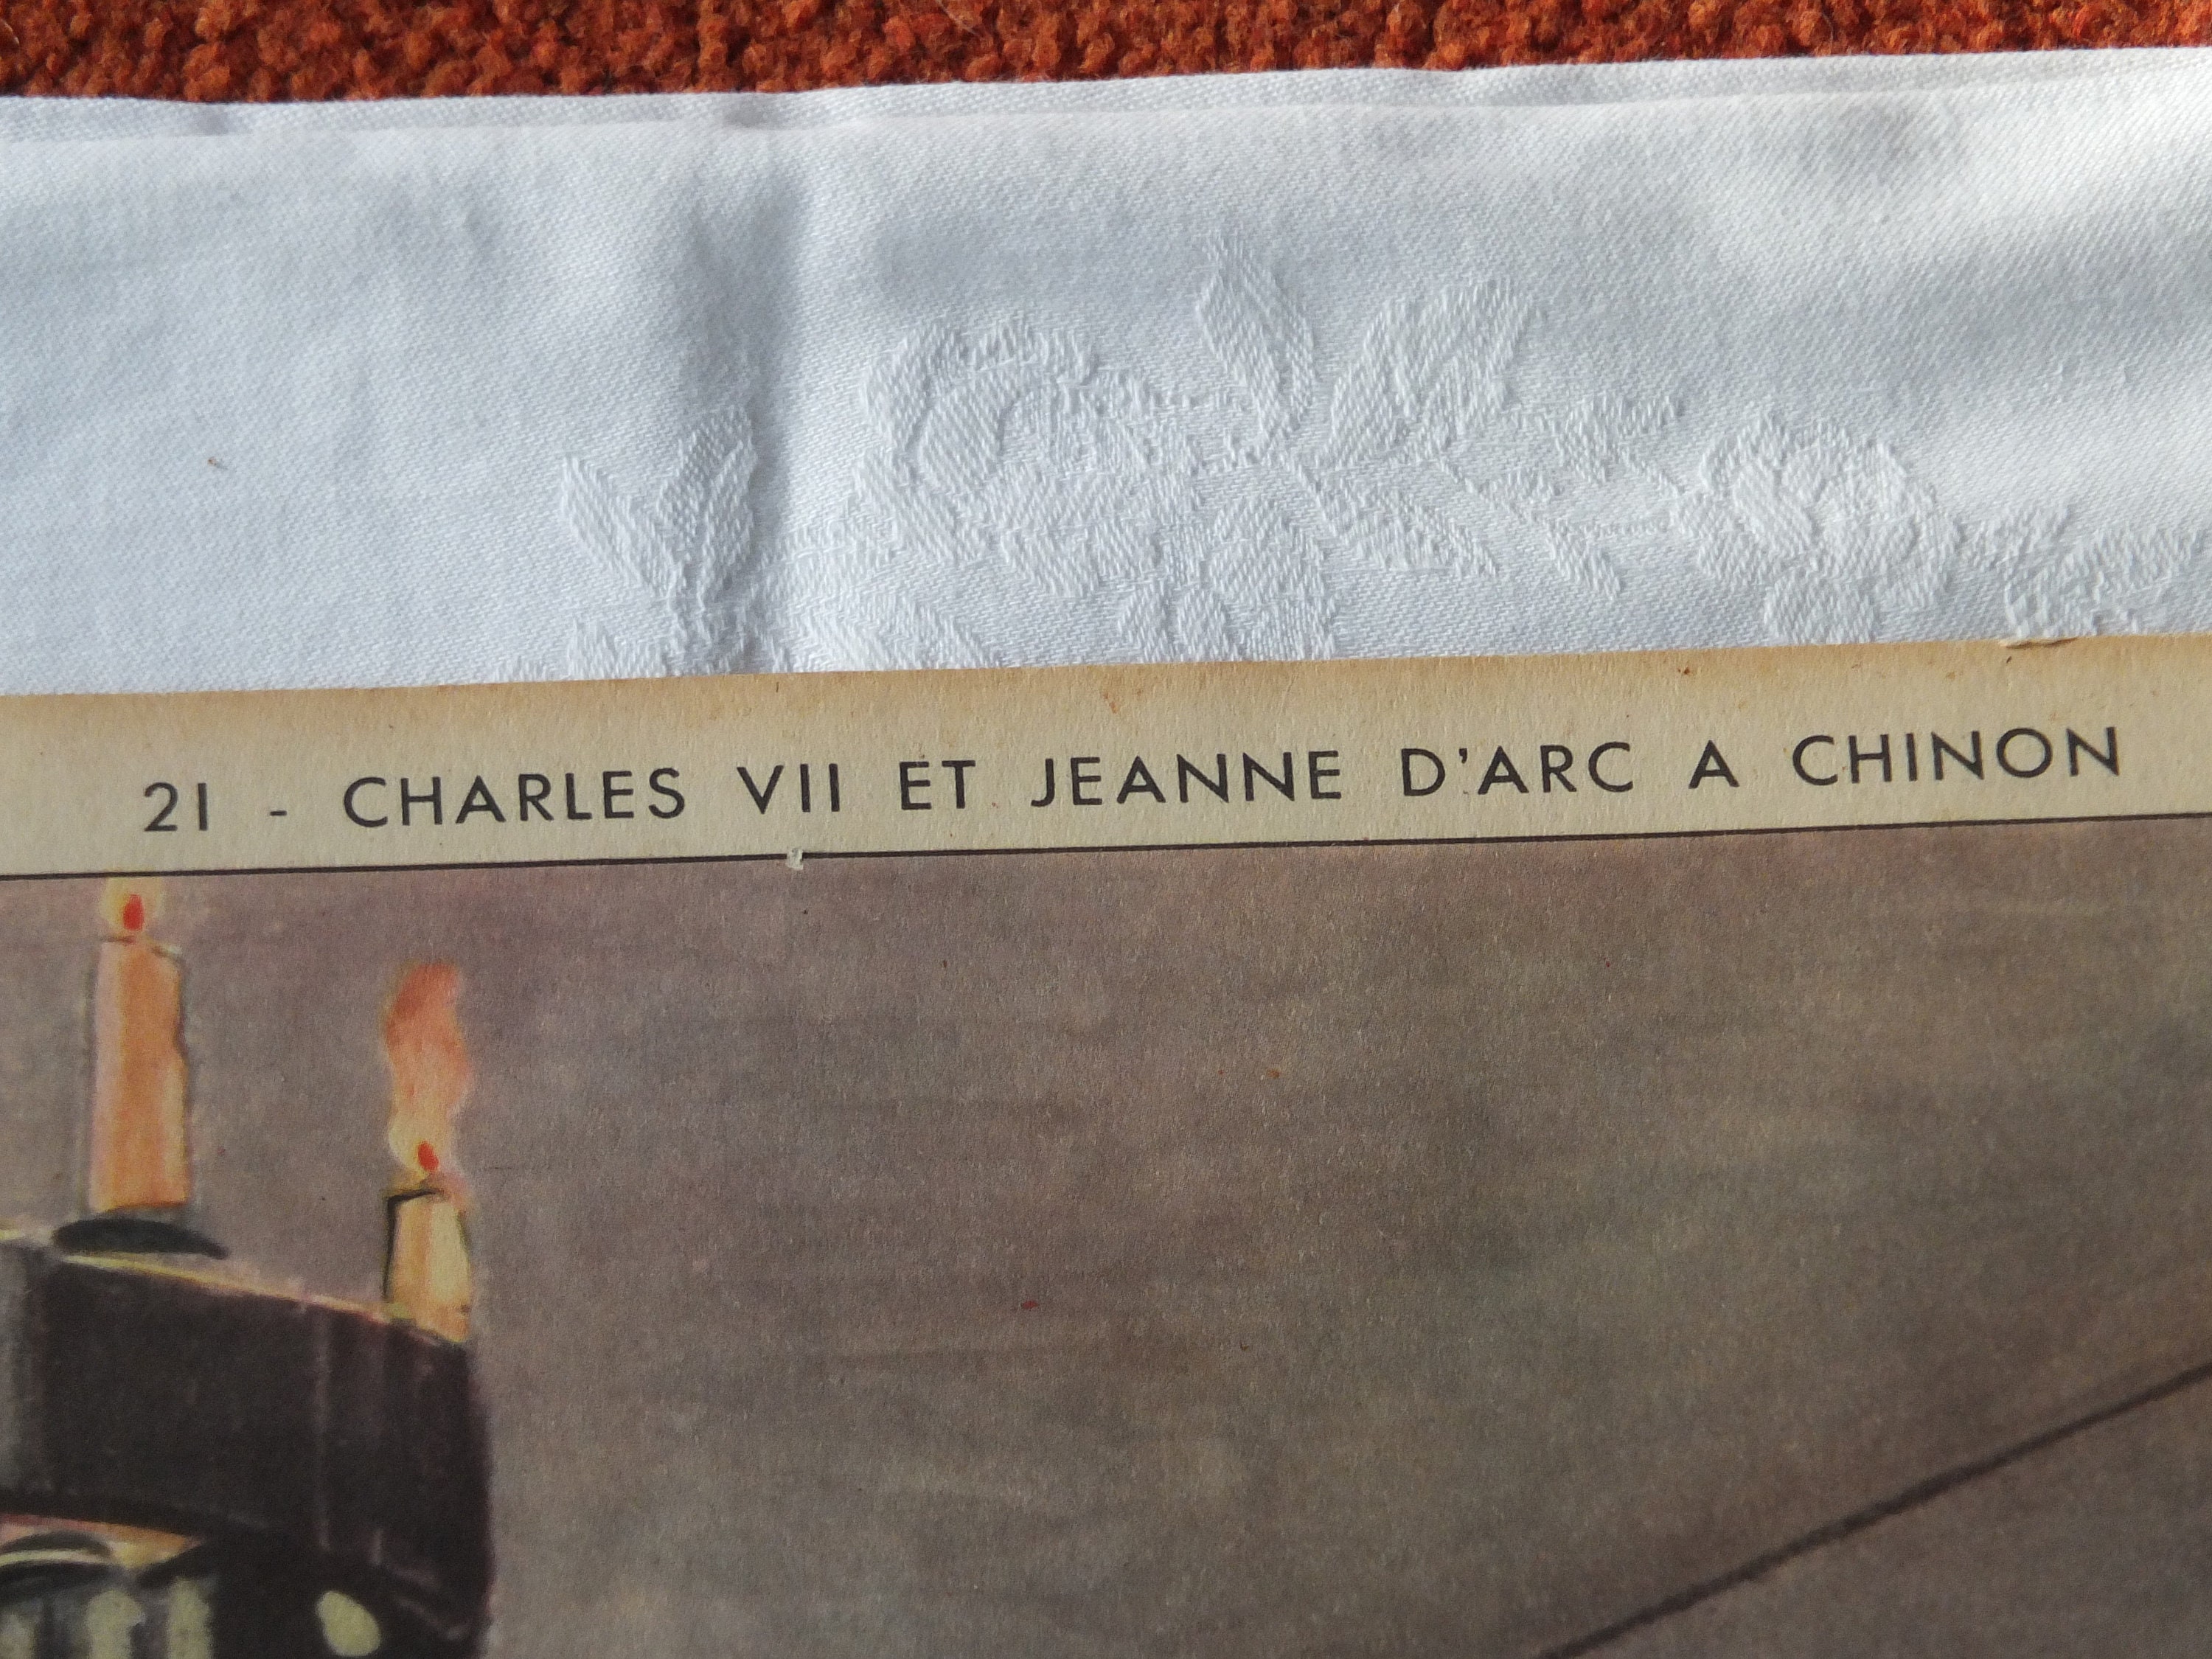 21 - CHARLES VII ET JEANNE D'ARC A CHINON